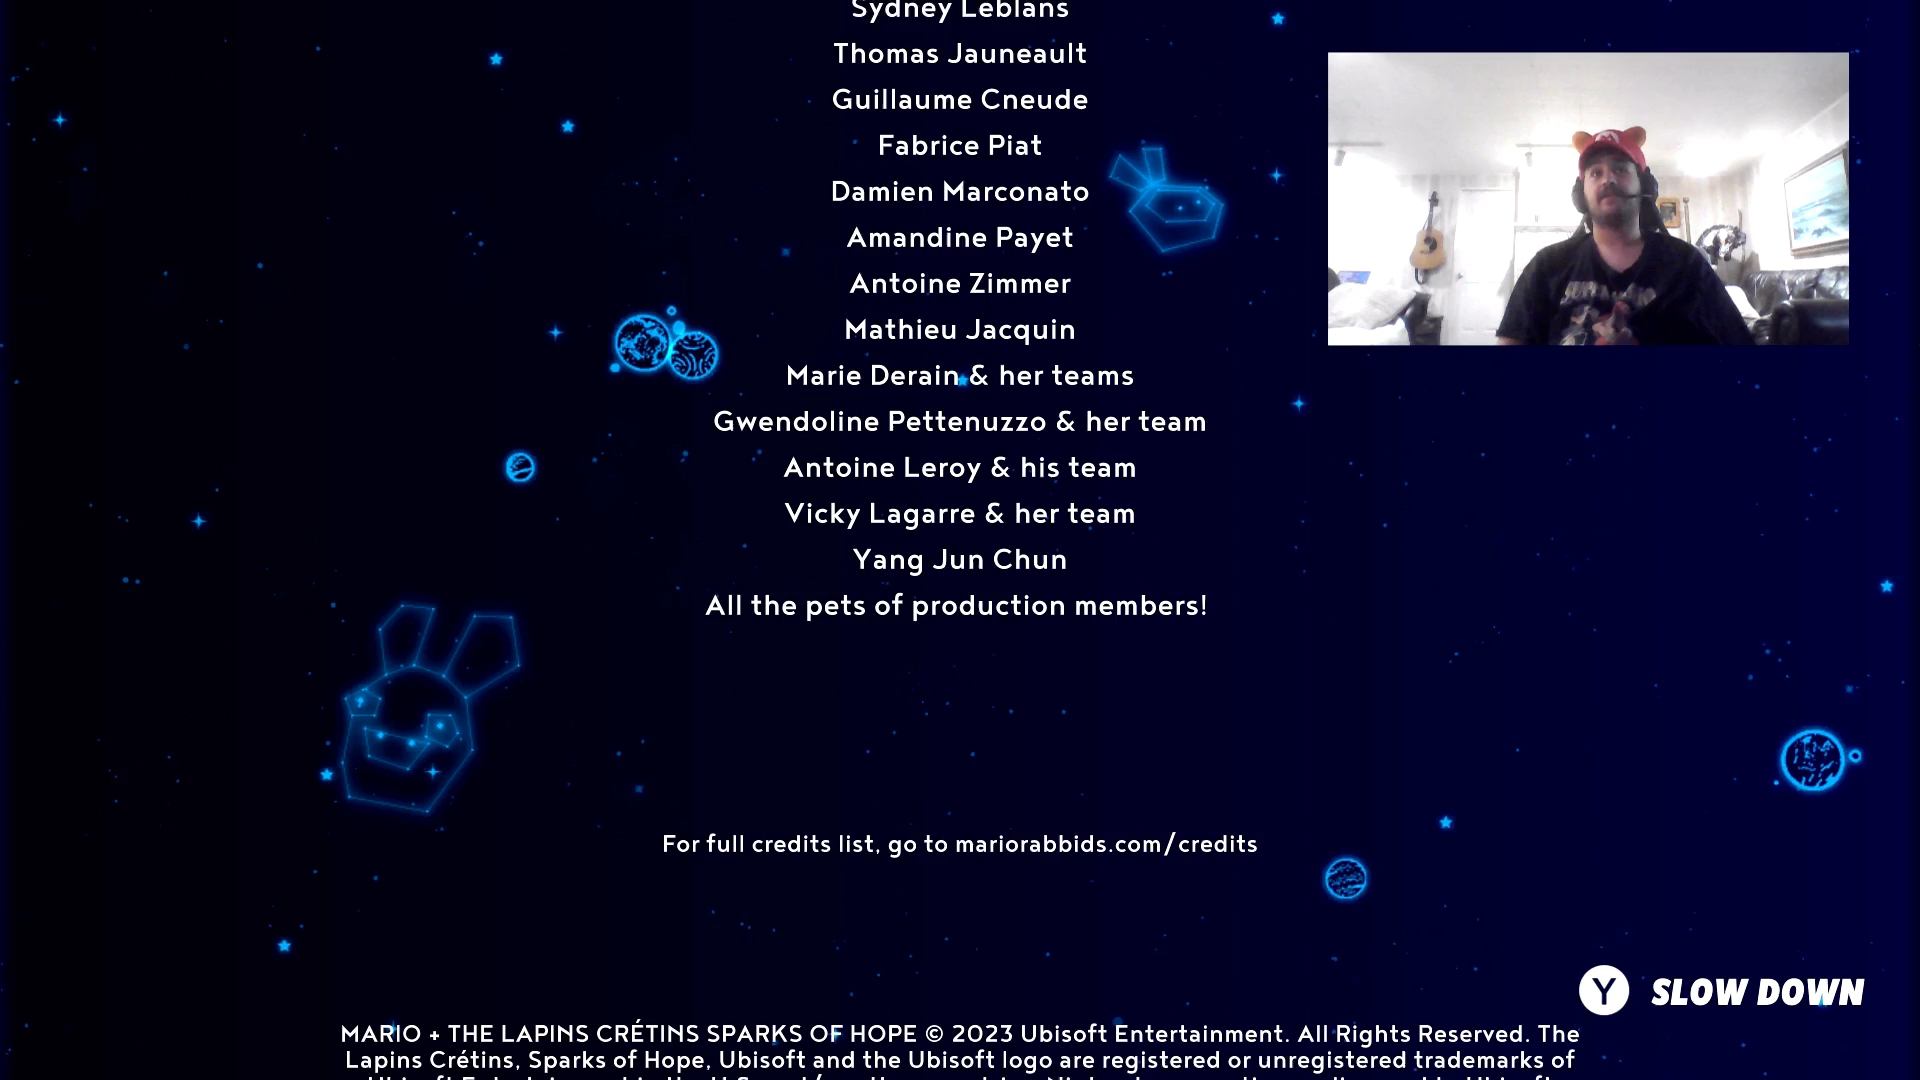 Sydney Leblans
Thomas Jauneault
Guillaume Cneude
Fabrice Piat
Damien Marconato
Amandine Payet
Antoine Zimmer
Mathieu Jacquin
Marie Derain & her teams
Gwendoline Pettenuzzo & her team
Antoine Leroy & his team
Vicky Lagarre & her team
Yang Jun Chun
All the pets of production members!
For full credits list, go to mariorabbids.com/credits
Y SLOW DOWN
MARIO + THE LAPINS CRÉTINS SPARKS OF HOPE © 2023 Ubisoft Entertainment. All Rights Reserved. The
Lapins Crétins, Sparks of Hope, Ubisoft and the Ubisoft logo are registered or unregistered trademarks of